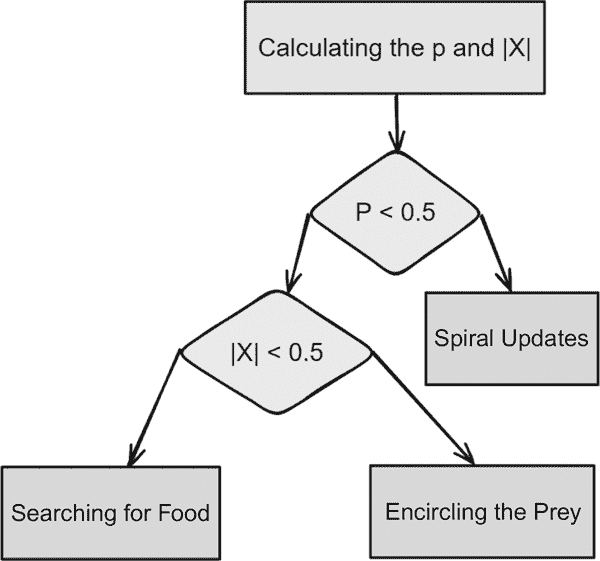 Calculating the p and |X|
P < 0.5
Spiral Updates
|X| < 0.5
Searching for Food
Encircling the Prey